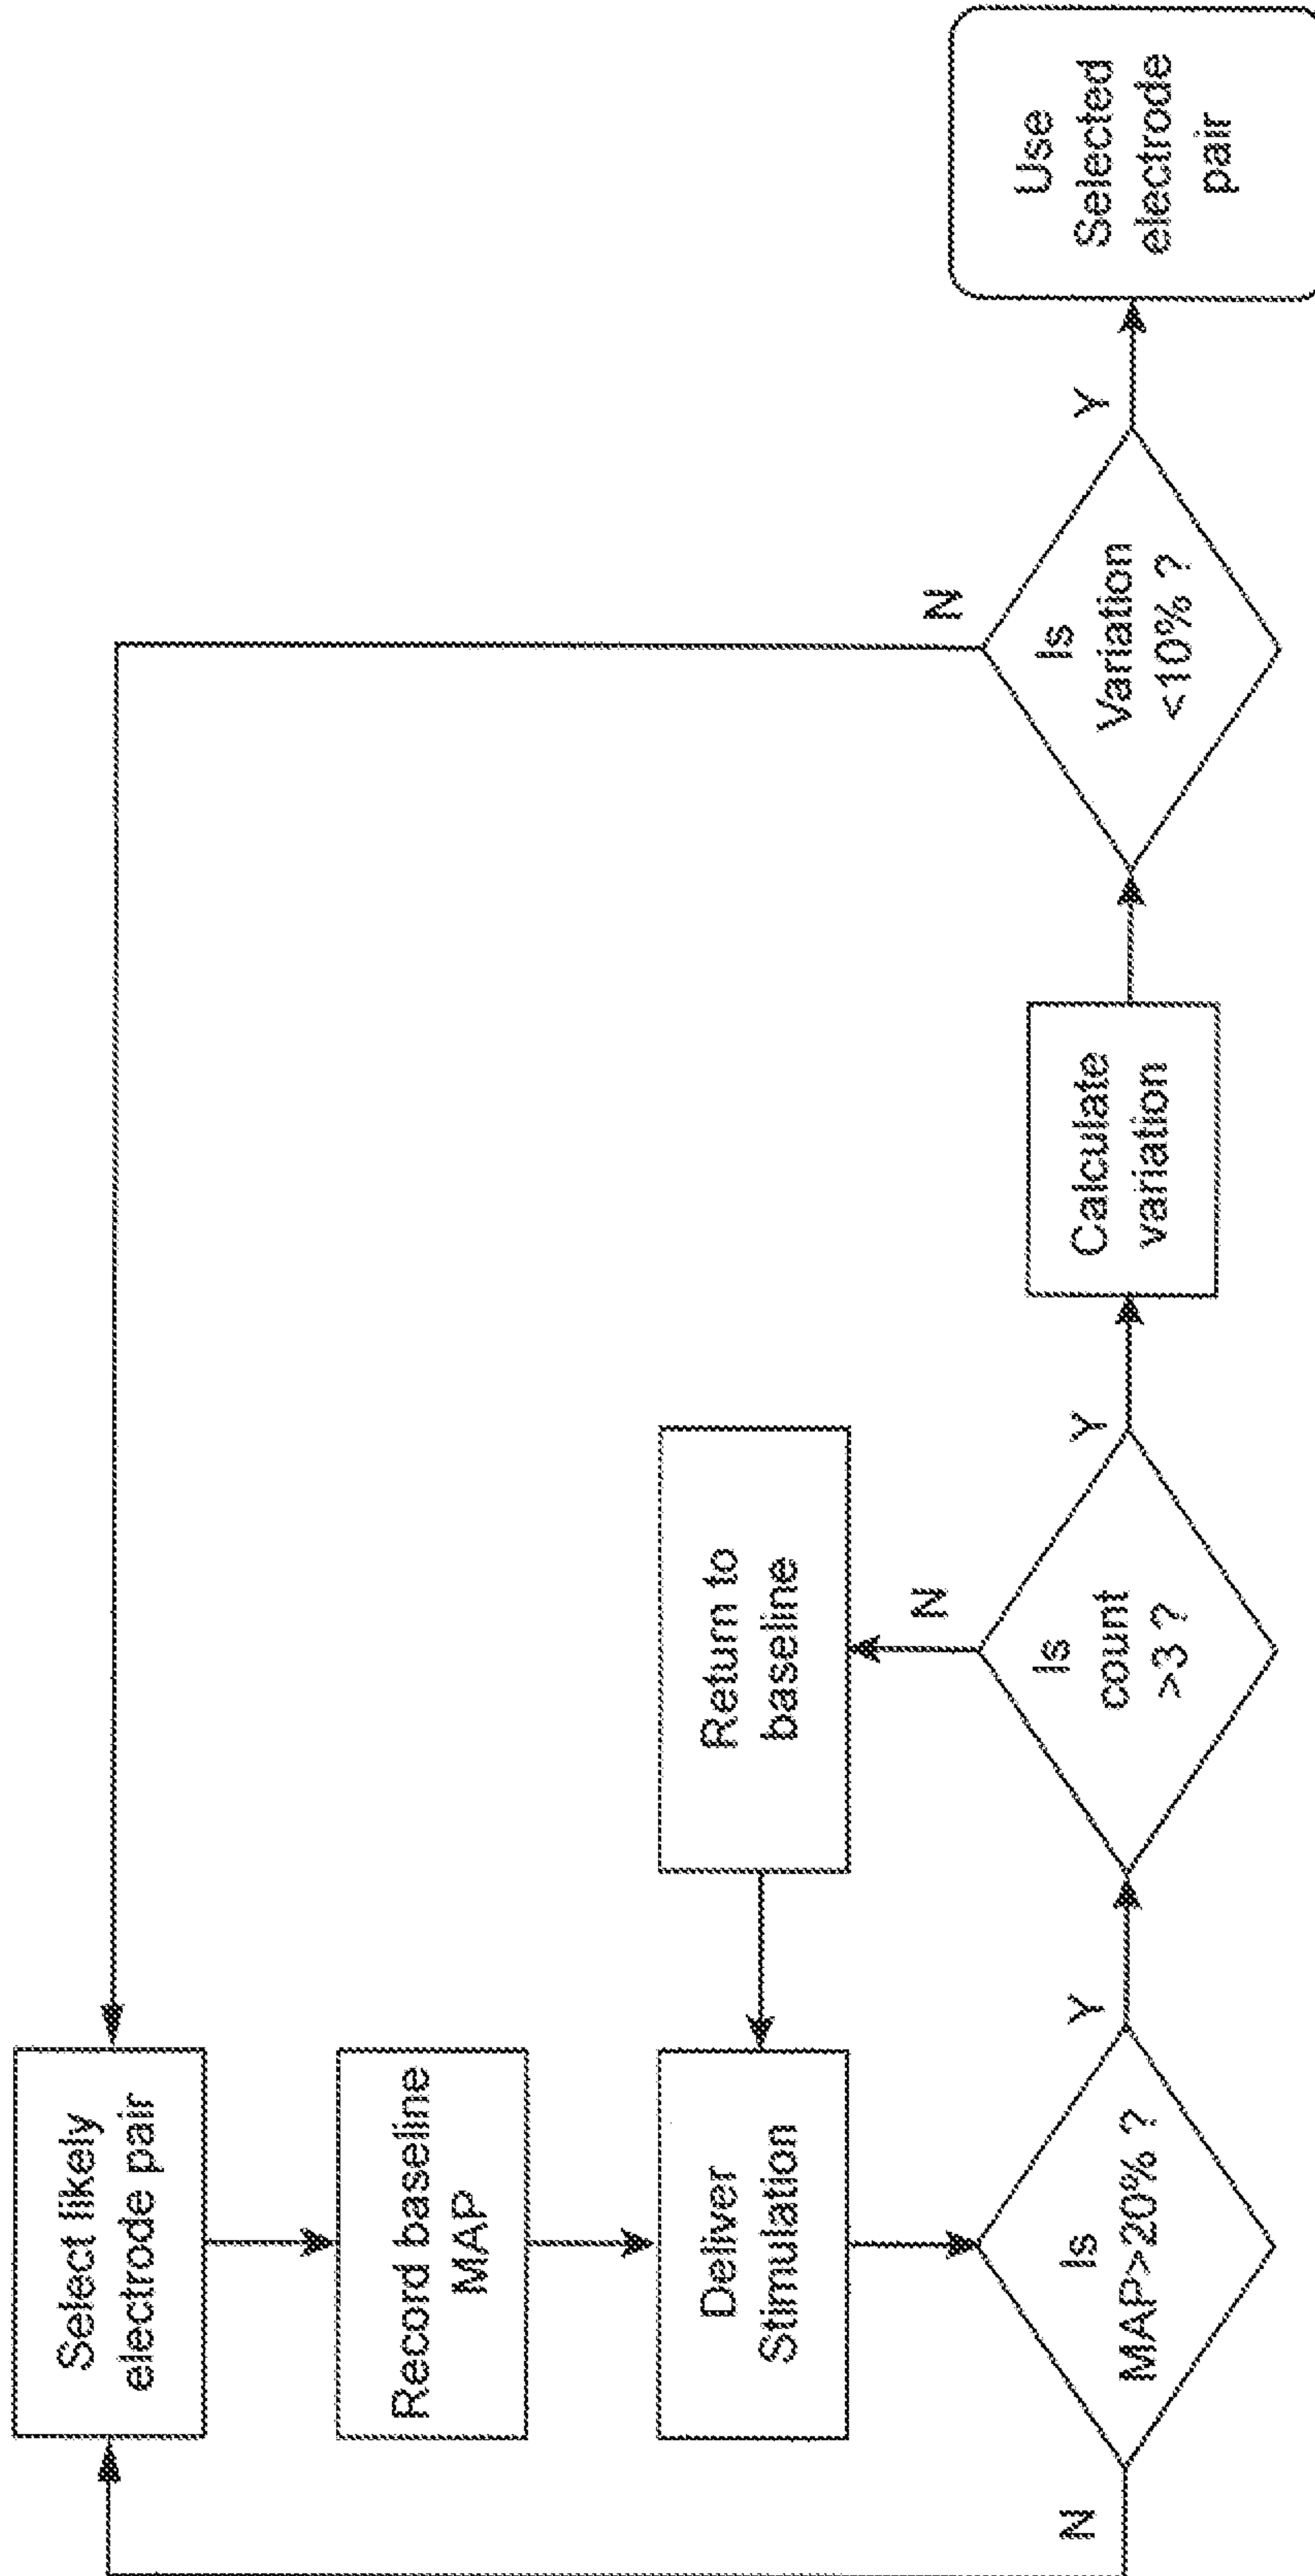 Select likely
electrode pair
Record baseline
MAP
Deliver
Stimulation
Return to
baseline
Is
MAP>20% ?
N
Y
Is
count
>3 ?
N
Y
Calculate
variation
Is
Variation
<10% ?
N
Y
Use
Selected
electrode
pair